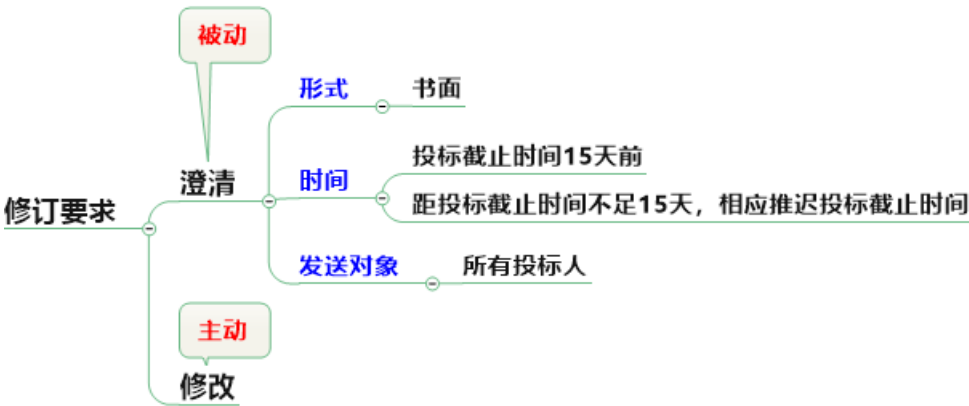 被动
形式
书面
投标截止时间15天前
澄清
时间
修订要求
距投标截止时间不足15天，相应推迟投标截止时间
发送对象
所有投标人
主动
修改